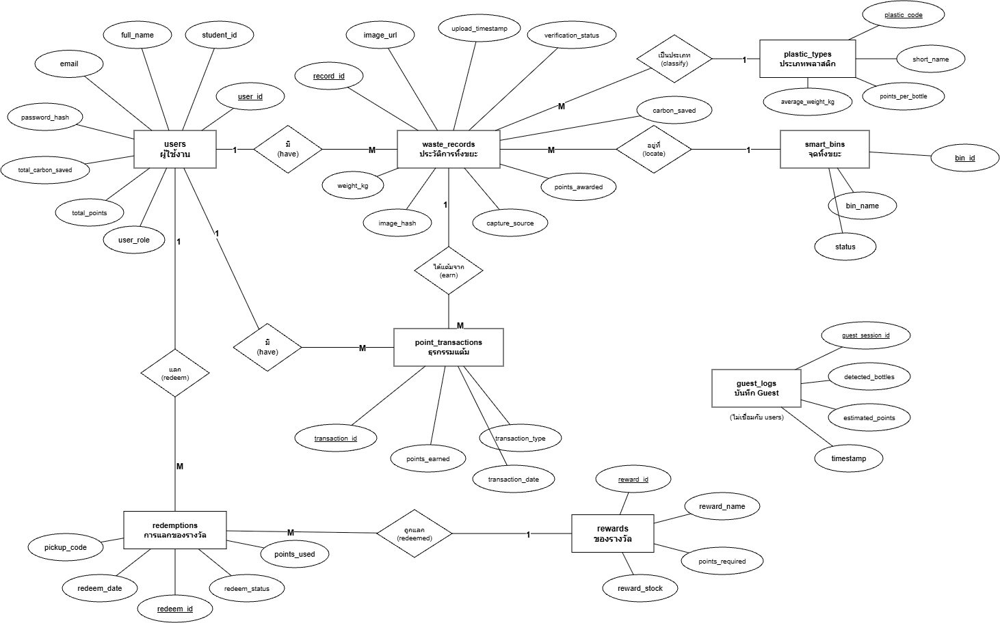 plastic_code
full_name
student_id
image_url
upload_timestamp
verification_status
เป็นประเภท
(classify)
1
plastic_types
ประเภทพลาสติก
short_name
email
record_id
user_id
M
average_weight_kg
points_per_bottle
password_hash
carbon_saved
users
ผู้ใช้งาน
1
มี
(have)
M
waste_records
ประวัติการทิ้งขยะ
M
อยู่ที่
(locate)
1
smart_bins
จุดทิ้งขยะ
bin_id
total_carbon_saved
weight_kg
points_awarded
total_points
1
bin_name
user_role
image_hash
capture_source
1
1
status
ได้แต้มจาก
(earn)
M
มี
(have)
M
point_transactions
ธุรกรรมแต้ม
guest_session_id
แลก
(redeem)
detected_bottles
guest_logs
บันทึก Guest
(ไม่เชื่อมกับ users)
estimated_points
transaction_id
transaction_type
points_earned
timestamp
M
transaction_date
reward_id
reward_name
redemptions
การแลกของรางวัล
M
ถูกแลก
(redeemed)
1
rewards
ของรางวัล
pickup_code
points_used
points_required
redeem_date
redeem_status
reward_stock
redeem_id